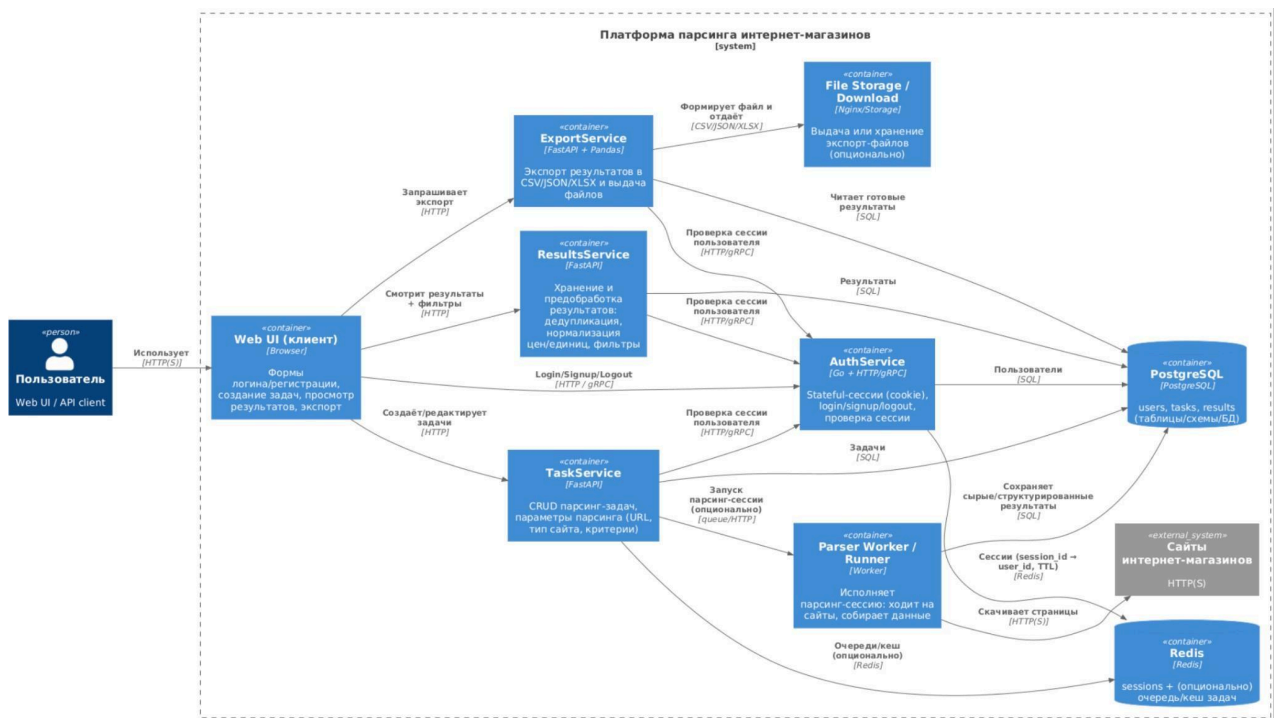 Платформа парсинга интернет-магазинов
[system]
«container»
File Storage /
Download
[Nginx/Storage]
Выдача или хранение
экспорт-файлов
(опционально)
Формирует файл и
отдаёт
[CSV/JSON/XLSX]
«container»
ExportService
[FastAPI + Pandas]
Экспорт результатов в
CSV/JSON/XLSX и выдача
файлов
Запрашивает
экспорт
[HTTP]
Читает готовые
результаты
[SQL]
Проверка сессии
пользователя
[HTTP/gRPC]
«container»
ResultsService
[FastAPI]
Хранение и
предобработка
результатов:
дедупликация,
нормализация
цен/единиц, фильтры
Смотрит результаты
+ фильтры
[HTTP]
Результаты
[SQL]
Проверка сессии
пользователя
[HTTP/gRPC]
«person»
Пользователь
Web UI / API client
Использует
[HTTP(S)]
«container»
Web UI (клиент)
[Browser]
Формы
логина/регистрации,
создание задач, просмотр
результатов, экспорт
Login/Signup/Logout
[HTTP / gRPC]
«container»
AuthService
[Go + HTTP/gRPC]
Stateful-сессии (cookie),
login/signup/logout,
проверка сессии
Пользователи
[SQL]
«container»
PostgreSQL
[PostgreSQL]
users, tasks, results
(таблицы/схемы/БД)
Создаёт/редактирует
задачи
[HTTP]
Проверка сессии
пользователя
[HTTP/gRPC]
Задачи
[SQL]
«container»
TaskService
[FastAPI]
CRUD парсинг-задач,
параметры парсинга (URL,
тип сайта, критерии)
Запуск
парсинг-сессии
(опционально)
[queue/HTTP]
Сохраняет
сырые/структурированные
результаты
[SQL]
«container»
Parser Worker /
Runner
[Worker]
Исполняет
парсинг-сессию: ходит на
сайты, собирает данные
Сессии (session_id →
user_id, TTL)
[Redis]
«external_system»
Сайты
интернет-магазинов
HTTP(S)
Скачивает страницы
[HTTP(S)]
Очереди/кеш
(опционально)
[Redis]
«container»
Redis
[Redis]
sessions + (опционально)
очередь/кеш задач